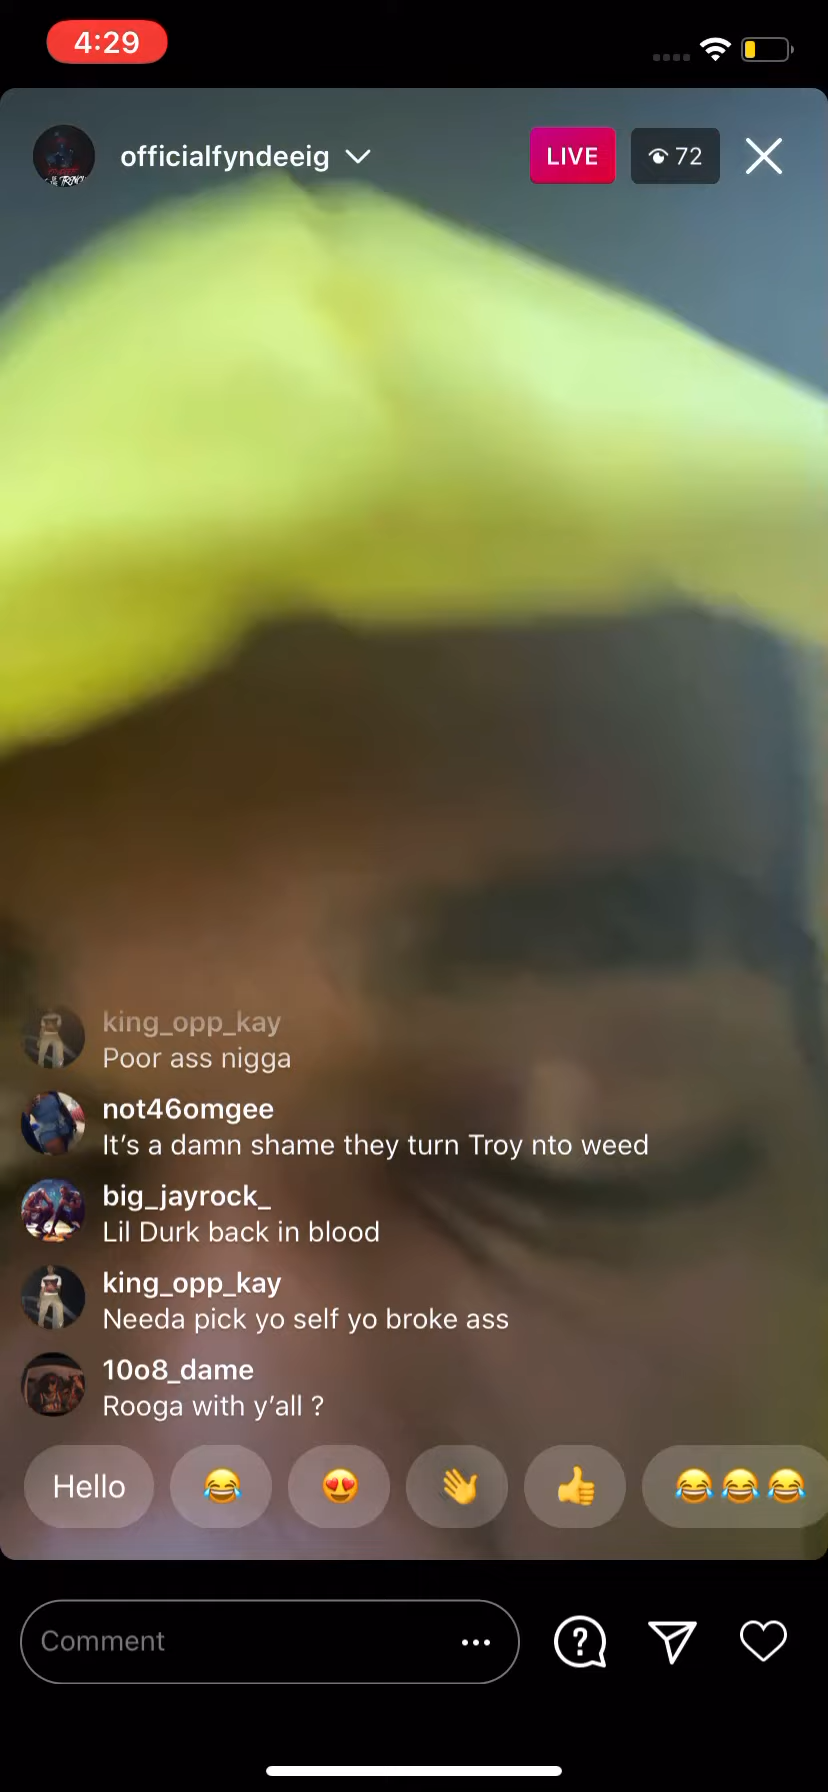 4:29
officialfyndeeig
LIVE
72
king_opp_kay
Poor ass nigga
not46omgee
It’s a damn shame they turn Troy nto weed
big_jayrock_
Lil Durk back in blood
king_opp_kay
Needa pick yo self yo broke ass
10o8_dame
Rooga with y’all ?
Hello
Comment